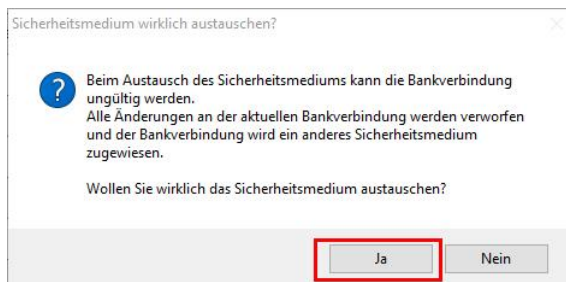 Sicherheitsmedium wirklich austauschen?
Beim Austausch des Sicherheitsmediums kann die Bankverbindung
ungültig werden.
Alle Änderungen an der aktuellen Bankverbindung werden verworfen
und der Bankverbindung wird ein anderes Sicherheitsmedium
zugewiesen.
Wollen Sie wirklich das Sicherheitsmedium austauschen?
Ja
Nein